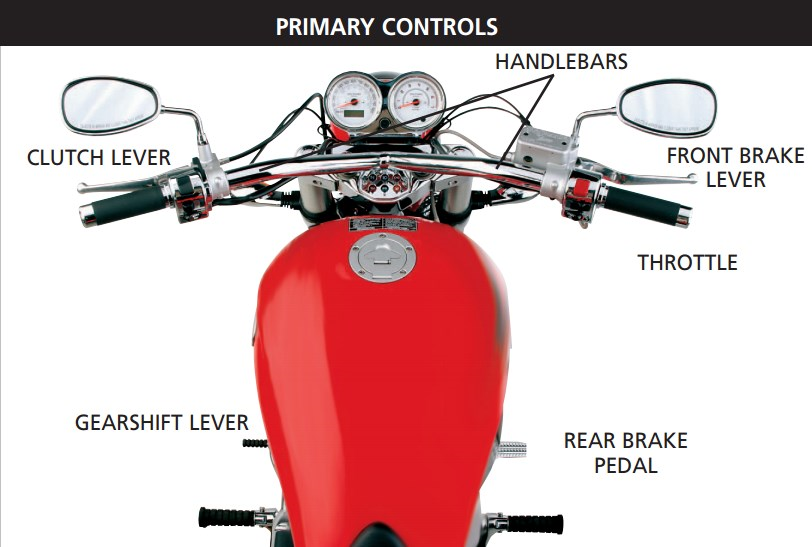 PRIMARY CONTROLS
HANDLEBARS
CLUTCH LEVER
FRONT BRAKE
LEVER
THROTTLE
GEARSHIFT LEVER
REAR BRAKE
PEDAL